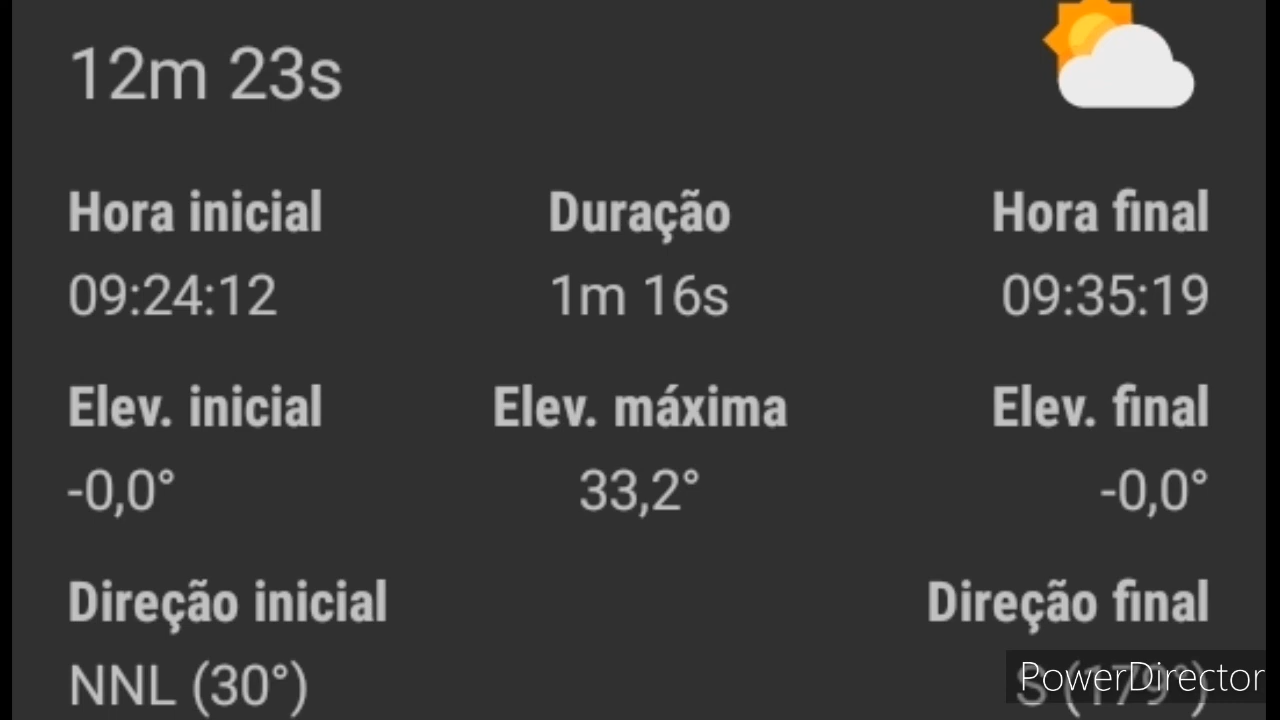 12m 23s
Hora inicial Duração Hora final
09:24:12 1m 16s 09:35:19
Elev. inicial Elev. máxima Elev. final
-0,0° 33,2° -0,0°
Direção inicial Direção final
NNL (30°) S (179°)
PowerDirector